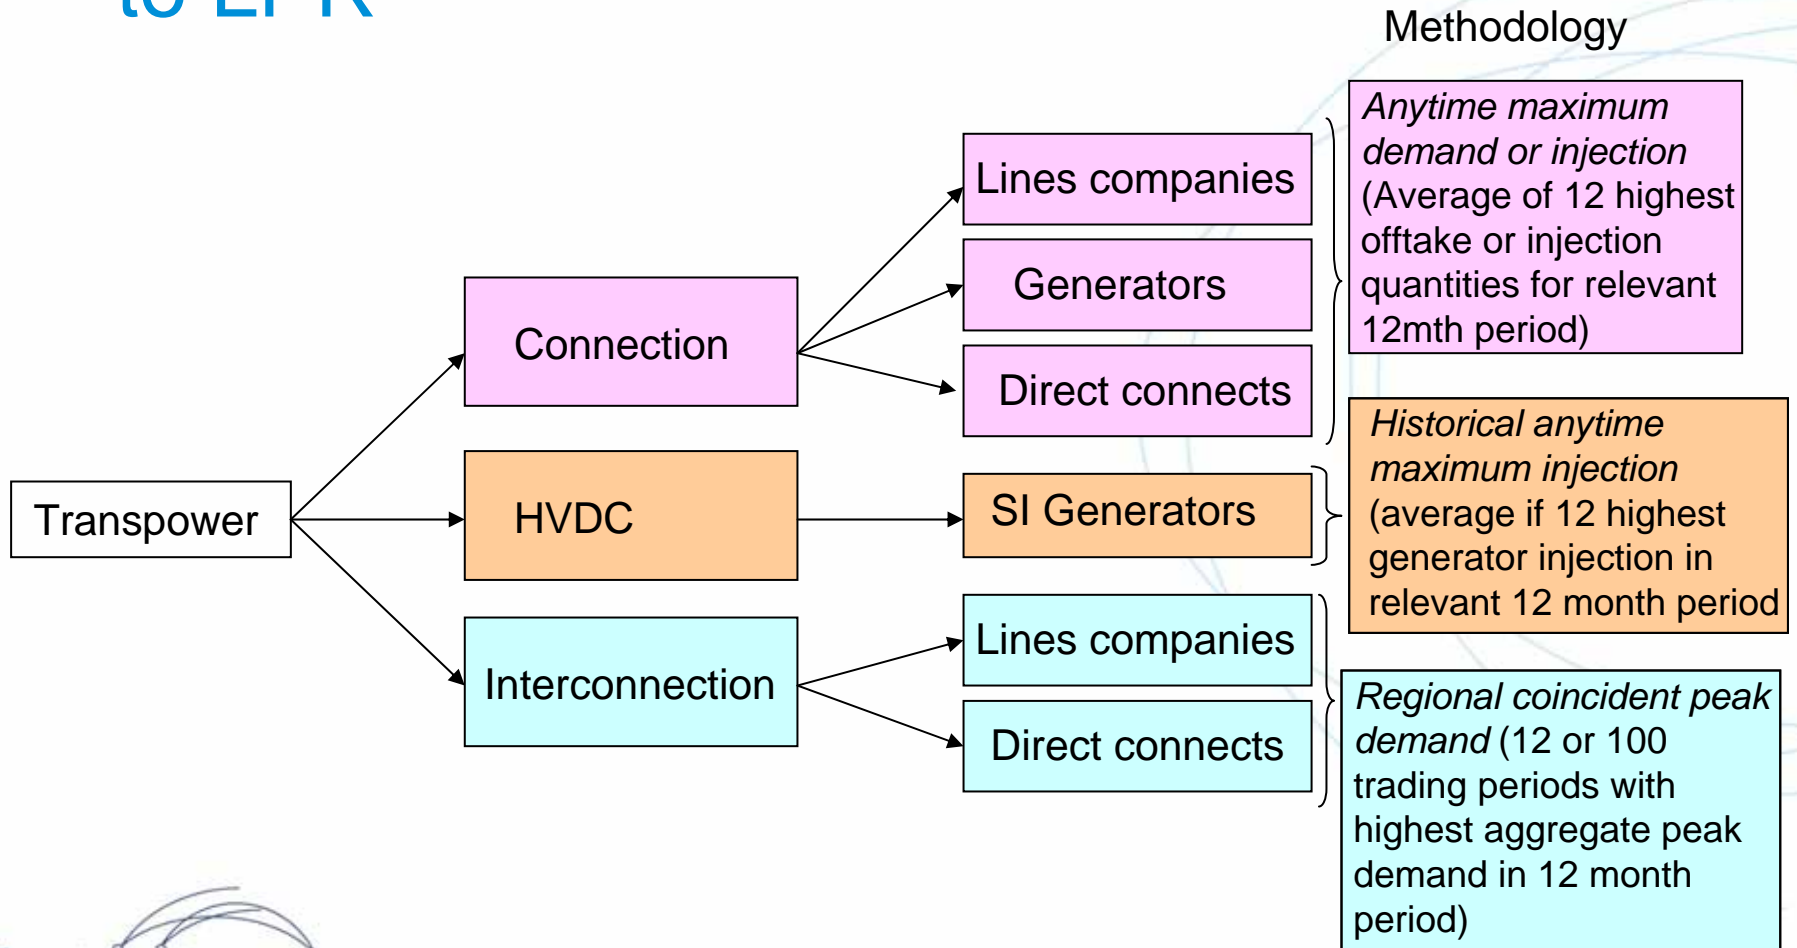 to LPR
Methodology
Transpower
Connection
HVDC
Interconnection
Lines companies
Generators
Direct connects
SI Generators
Lines companies
Direct connects
Anytime maximum
demand or injection
(Average of 12 highest
offtake or injection
quantities for relevant
12mth period)
Historical anytime
maximum injection
(average if 12 highest
generator injection in
relevant 12 month period
Regional coincident peak
demand (12 or 100
trading periods with
highest aggregate peak
demand in 12 month
period)